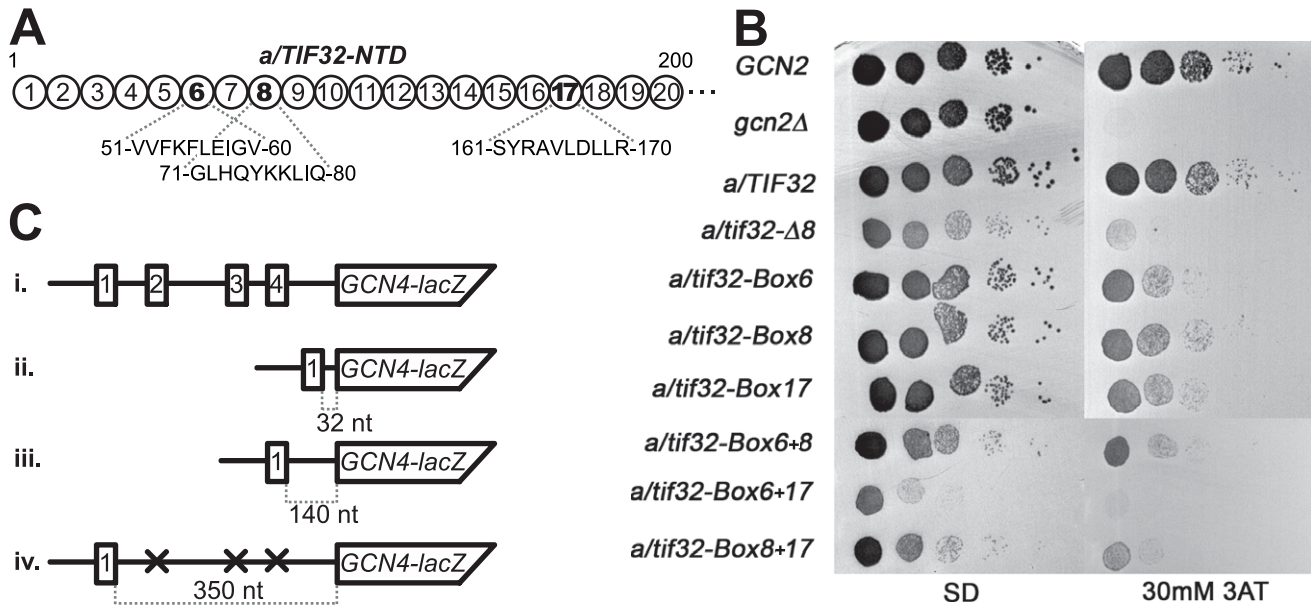 A
a/TIF32-NTD
1 200
1 2 3 4 5 6 7 8 9 10 11 12 13 14 15 16 17 18 19 20 ...
51-VVFKFLEIGV-60 161-SYRAVLDLLR-170
71-GLHQYKKLIQ-80
B
GCN2
gcn2Δ
a/TIF32
a/tif32-Δ8
a/tif32-Box6
a/tif32-Box8
a/tif32-Box17
a/tif32-Box6+8
a/tif32-Box6+17
a/tif32-Box8+17
SD 30mM 3AT
C
i. 1 2 3 4 GCN4-lacZ
ii. 1 GCN4-lacZ
32 nt
iii. 1 GCN4-lacZ
140 nt
iv. 1 GCN4-lacZ
350 nt